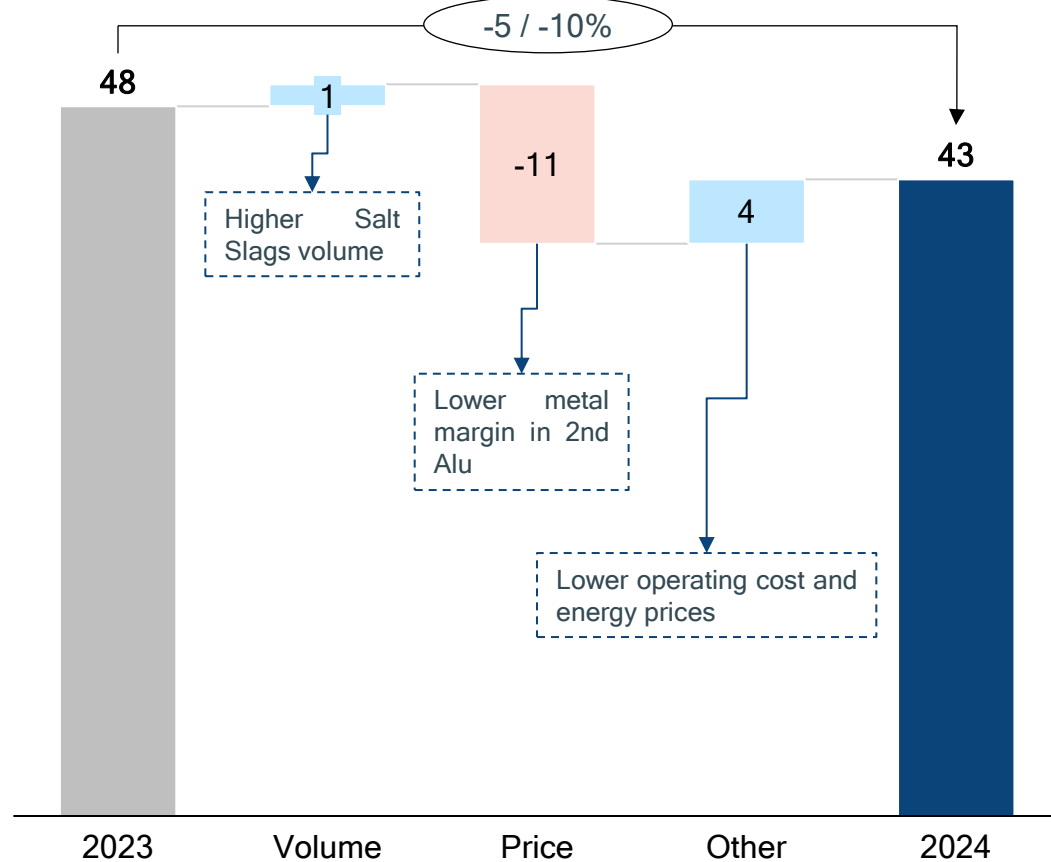 -5 / -10%
48
1
-11
4
43
Higher Salt
Slags volume
Lower metal
margin in 2nd
Alu
Lower operating cost and
energy prices
2023
Volume
Price
Other
2024